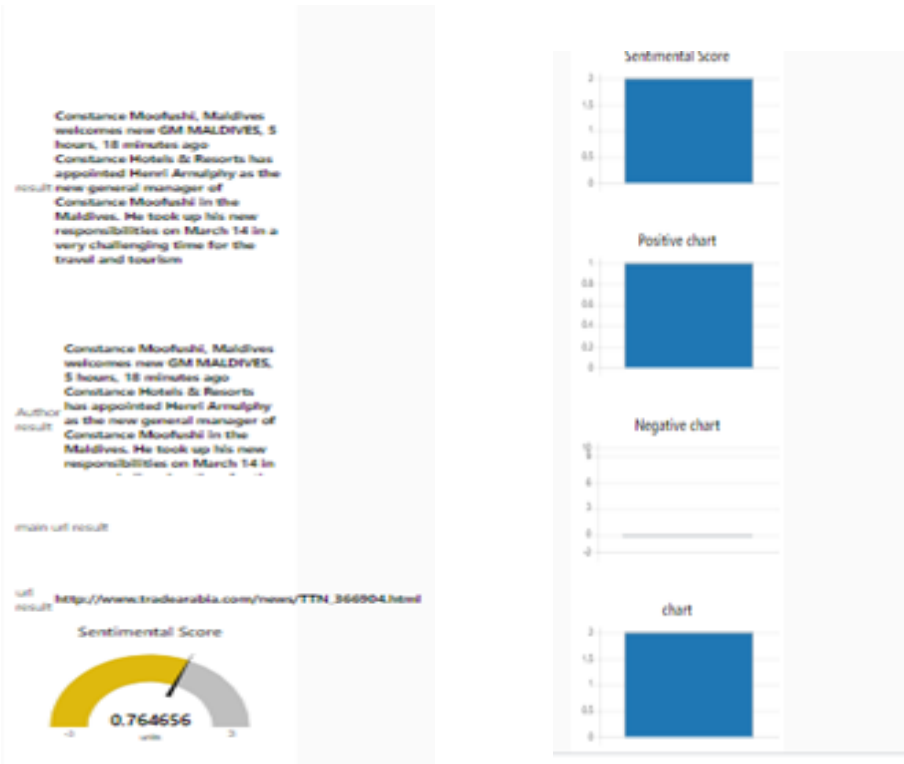 Constance Moofushi, Maldives
welcomes new GM MALDIVES, 5
hours, 18 minutes ago
Constance Hotels & Resorts has
appointed Henri Arnulphy as the
result new general manager of
Constance Moofushi in the
Maldives. He took up his new
responsibilities on March 14 in a
very challenging time for the
travel and tourism
Constance Moofushi, Maldives
welcomes new GM MALDIVES,
5 hours, 18 minutes ago
Constance Hotels & Resorts
has appointed Henri Arnulphy
Author
result
as the new general manager of
Constance Moofushi in the
Maldives. He took up his new
responsibilities on March 14 in
main url result
url
result
http://www.tradearabia.com/news/TTN_366904.html
Sentimental Score
0.764656
units
-3
3
Sentimental Score
2
1.5
1
0.5
0
Positive chart
1
0.8
0.6
0.4
0.2
0
Negative chart
10
9
6
3
0
-2
chart
2
1.5
1
0.5
0